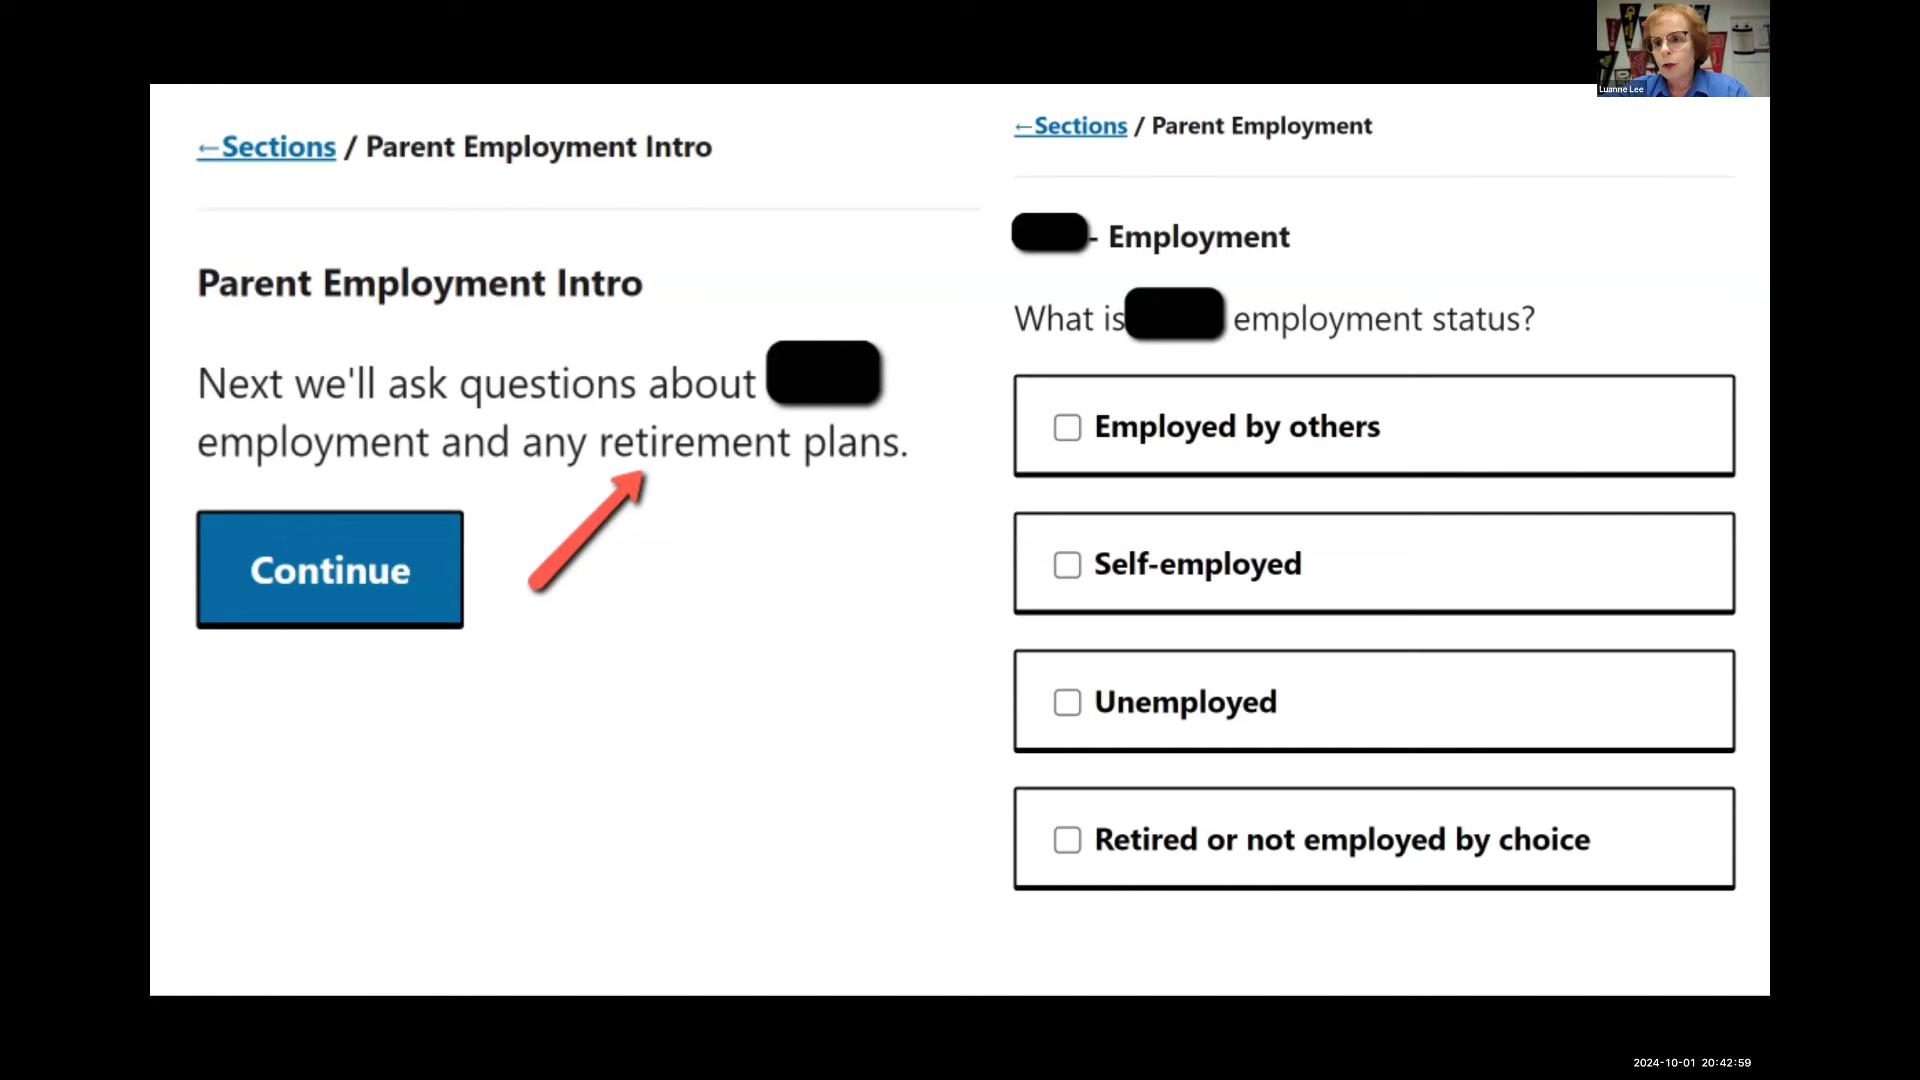 ←Sections / Parent Employment Intro
Parent Employment Intro
Next we'll ask questions about
employment and any retirement plans.
Continue
←Sections / Parent Employment
- Employment
What is employment status?
Employed by others
Self-employed
Unemployed
Retired or not employed by choice
Luanne Lee
2024-10-01 20:42:59